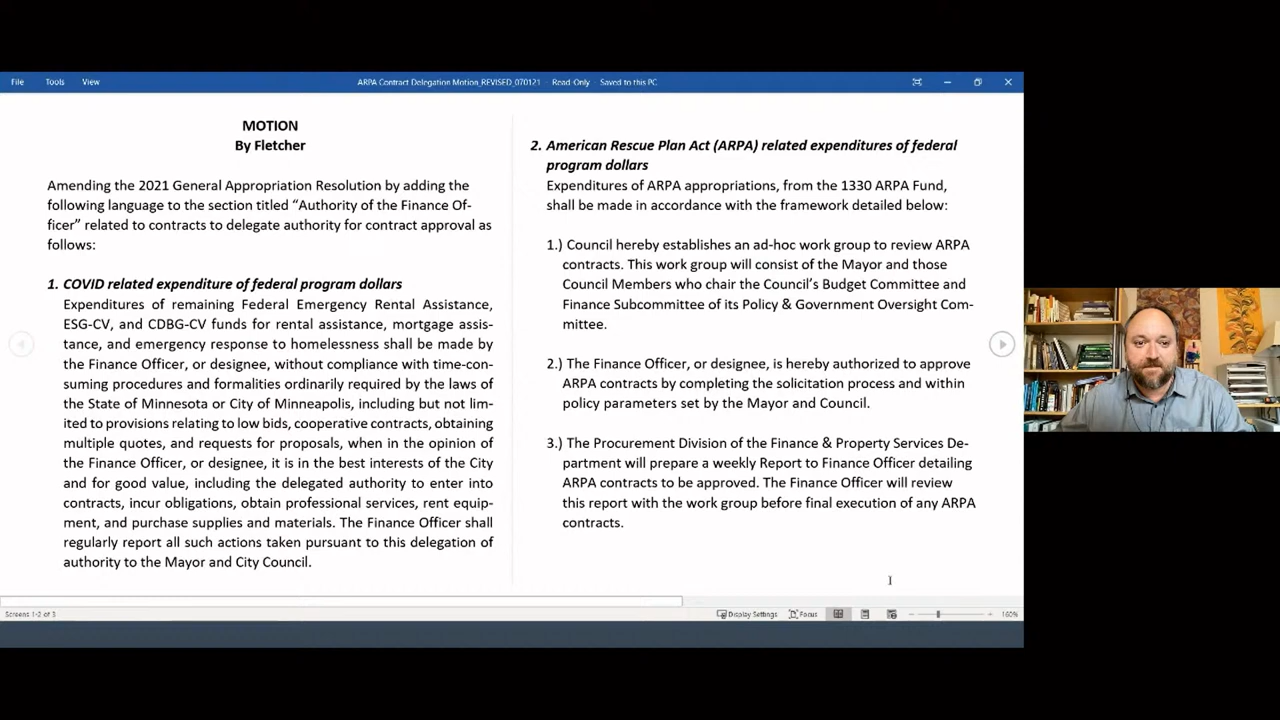 File Tools View
ARPA Contract Delegation Motion_REVISED_070121 - Read-Only - Saved to this PC
MOTION
By Fletcher
Amending the 2021 General Appropriation Resolution by adding the
following language to the section titled “Authority of the Finance Of-
ficer” related to contracts to delegate authority for contract approval as
follows:
1. COVID related expenditure of federal program dollars
Expenditures of remaining Federal Emergency Rental Assistance,
ESG-CV, and CDBG-CV funds for rental assistance, mortgage assis-
tance, and emergency response to homelessness shall be made by
the Finance Officer, or designee, without compliance with time-con-
suming procedures and formalities ordinarily required by the laws of
the State of Minnesota or City of Minneapolis, including but not lim-
ited to provisions relating to low bids, cooperative contracts, obtaining
multiple quotes, and requests for proposals, when in the opinion of
the Finance Officer, or designee, it is in the best interests of the City
and for good value, including the delegated authority to enter into
contracts, incur obligations, obtain professional services, rent equip-
ment, and purchase supplies and materials. The Finance Officer shall
regularly report all such actions taken pursuant to this delegation of
authority to the Mayor and City Council.
2. American Rescue Plan Act (ARPA) related expenditures of federal
program dollars
Expenditures of ARPA appropriations, from the 1330 ARPA Fund,
shall be made in accordance with the framework detailed below:
1.) Council hereby establishes an ad-hoc work group to review ARPA
contracts. This work group will consist of the Mayor and those
Council Members who chair the Council’s Budget Committee and
Finance Subcommittee of its Policy & Government Oversight Com-
mittee.
2.) The Finance Officer, or designee, is hereby authorized to approve
ARPA contracts by completing the solicitation process and within
policy parameters set by the Mayor and Council.
3.) The Procurement Division of the Finance & Property Services De-
partment will prepare a weekly Report to Finance Officer detailing
ARPA contracts to be approved. The Finance Officer will review
this report with the work group before final execution of any ARPA
contracts.
Screens 1-2 of 3
Display Settings Focus 160%